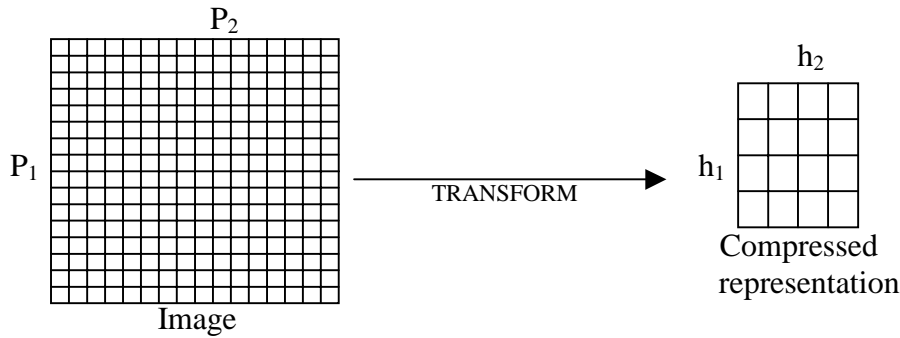 P₂
h₂
P₁
h₁
TRANSFORM
Compressed
representation
Image